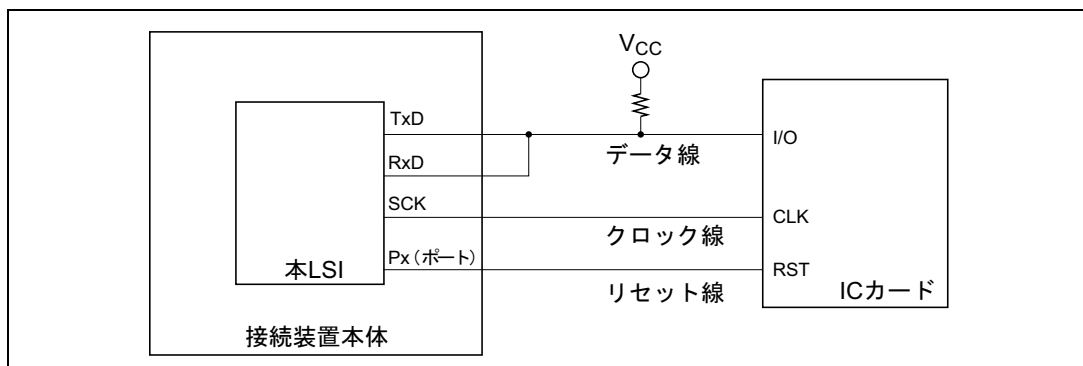 VCC
TxD
I/O
データ線
RxD
SCK
CLK
クロック線
Px（ポート）
RST
本LSI
リセット線
ICカード
接続装置本体